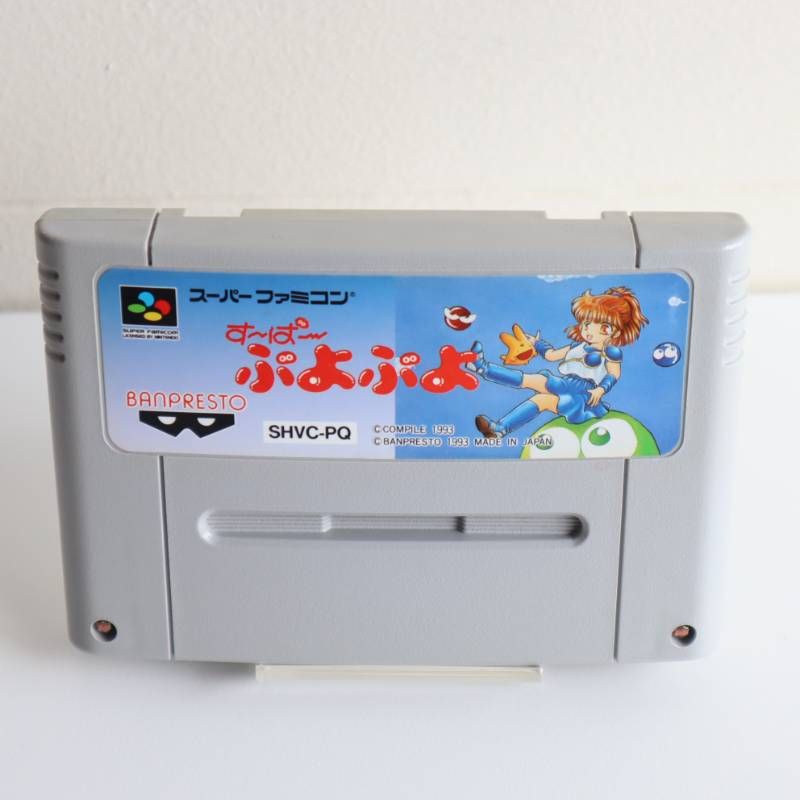 スーパーファミコン®
SUPER FAMICOM
LICENSED BY NINTENDO
す〜ぱ〜
ぷよぷよ
BANPRESTO
SHVC-PQ
© COMPILE 1993
© BANPRESTO 1993 MADE IN JAPAN